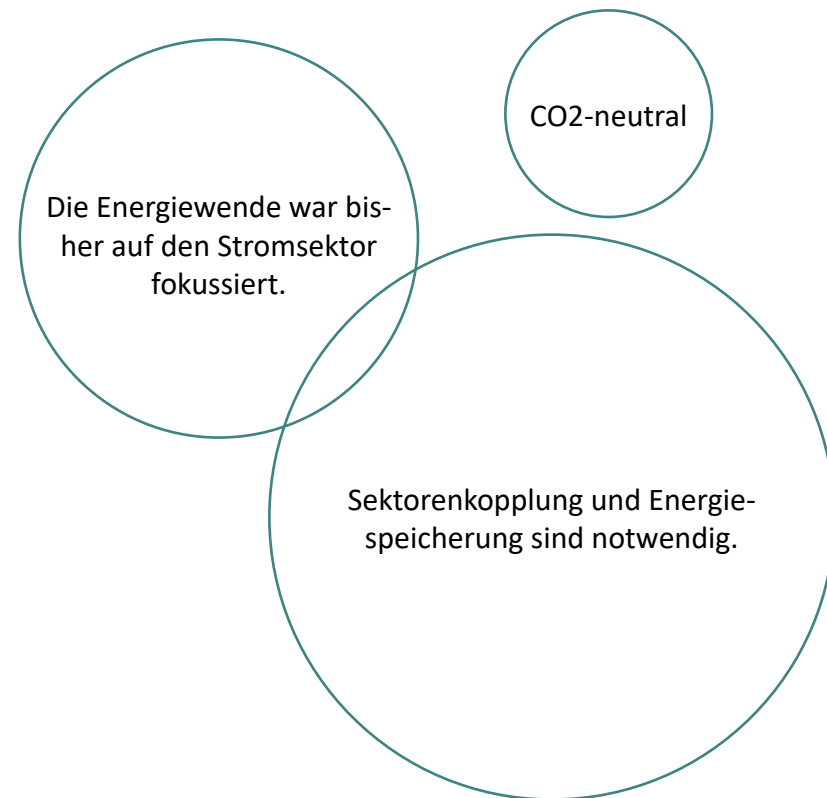 CO2-neutral
Die Energiewende war bis-
her auf den Stromsektor
fokussiert.
Sektorenkopplung und Energie-
speicherung sind notwendig.